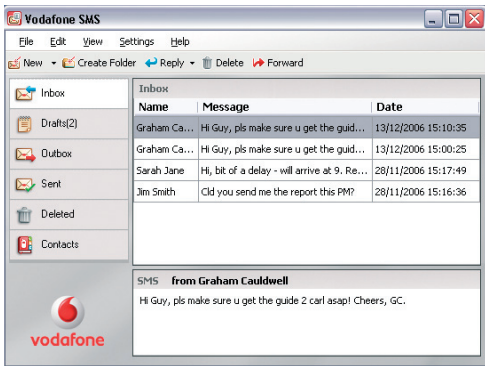 Vodafone SMS
File Edit View Settings Help
New Create Folder Reply Delete Forward
Inbox
Drafts(2)
Outbox
Sent
Deleted
Contacts
vodafone
Inbox
Name Message Date
Graham Ca... Hi Guy, pls make sure u get the guid... 13/12/2006 15:10:35
Graham Ca... Hi Guy, pls make sure u get the guid... 13/12/2006 15:00:25
Sarah Jane Hi, bit of a delay - will arrive at 9. Re... 28/11/2006 15:17:49
Jim Smith Cld you send me the report this PM? 28/11/2006 15:16:36
SMS from Graham Cauldwell
Hi Guy, pls make sure u get the guide 2 carl asap! Cheers, GC.